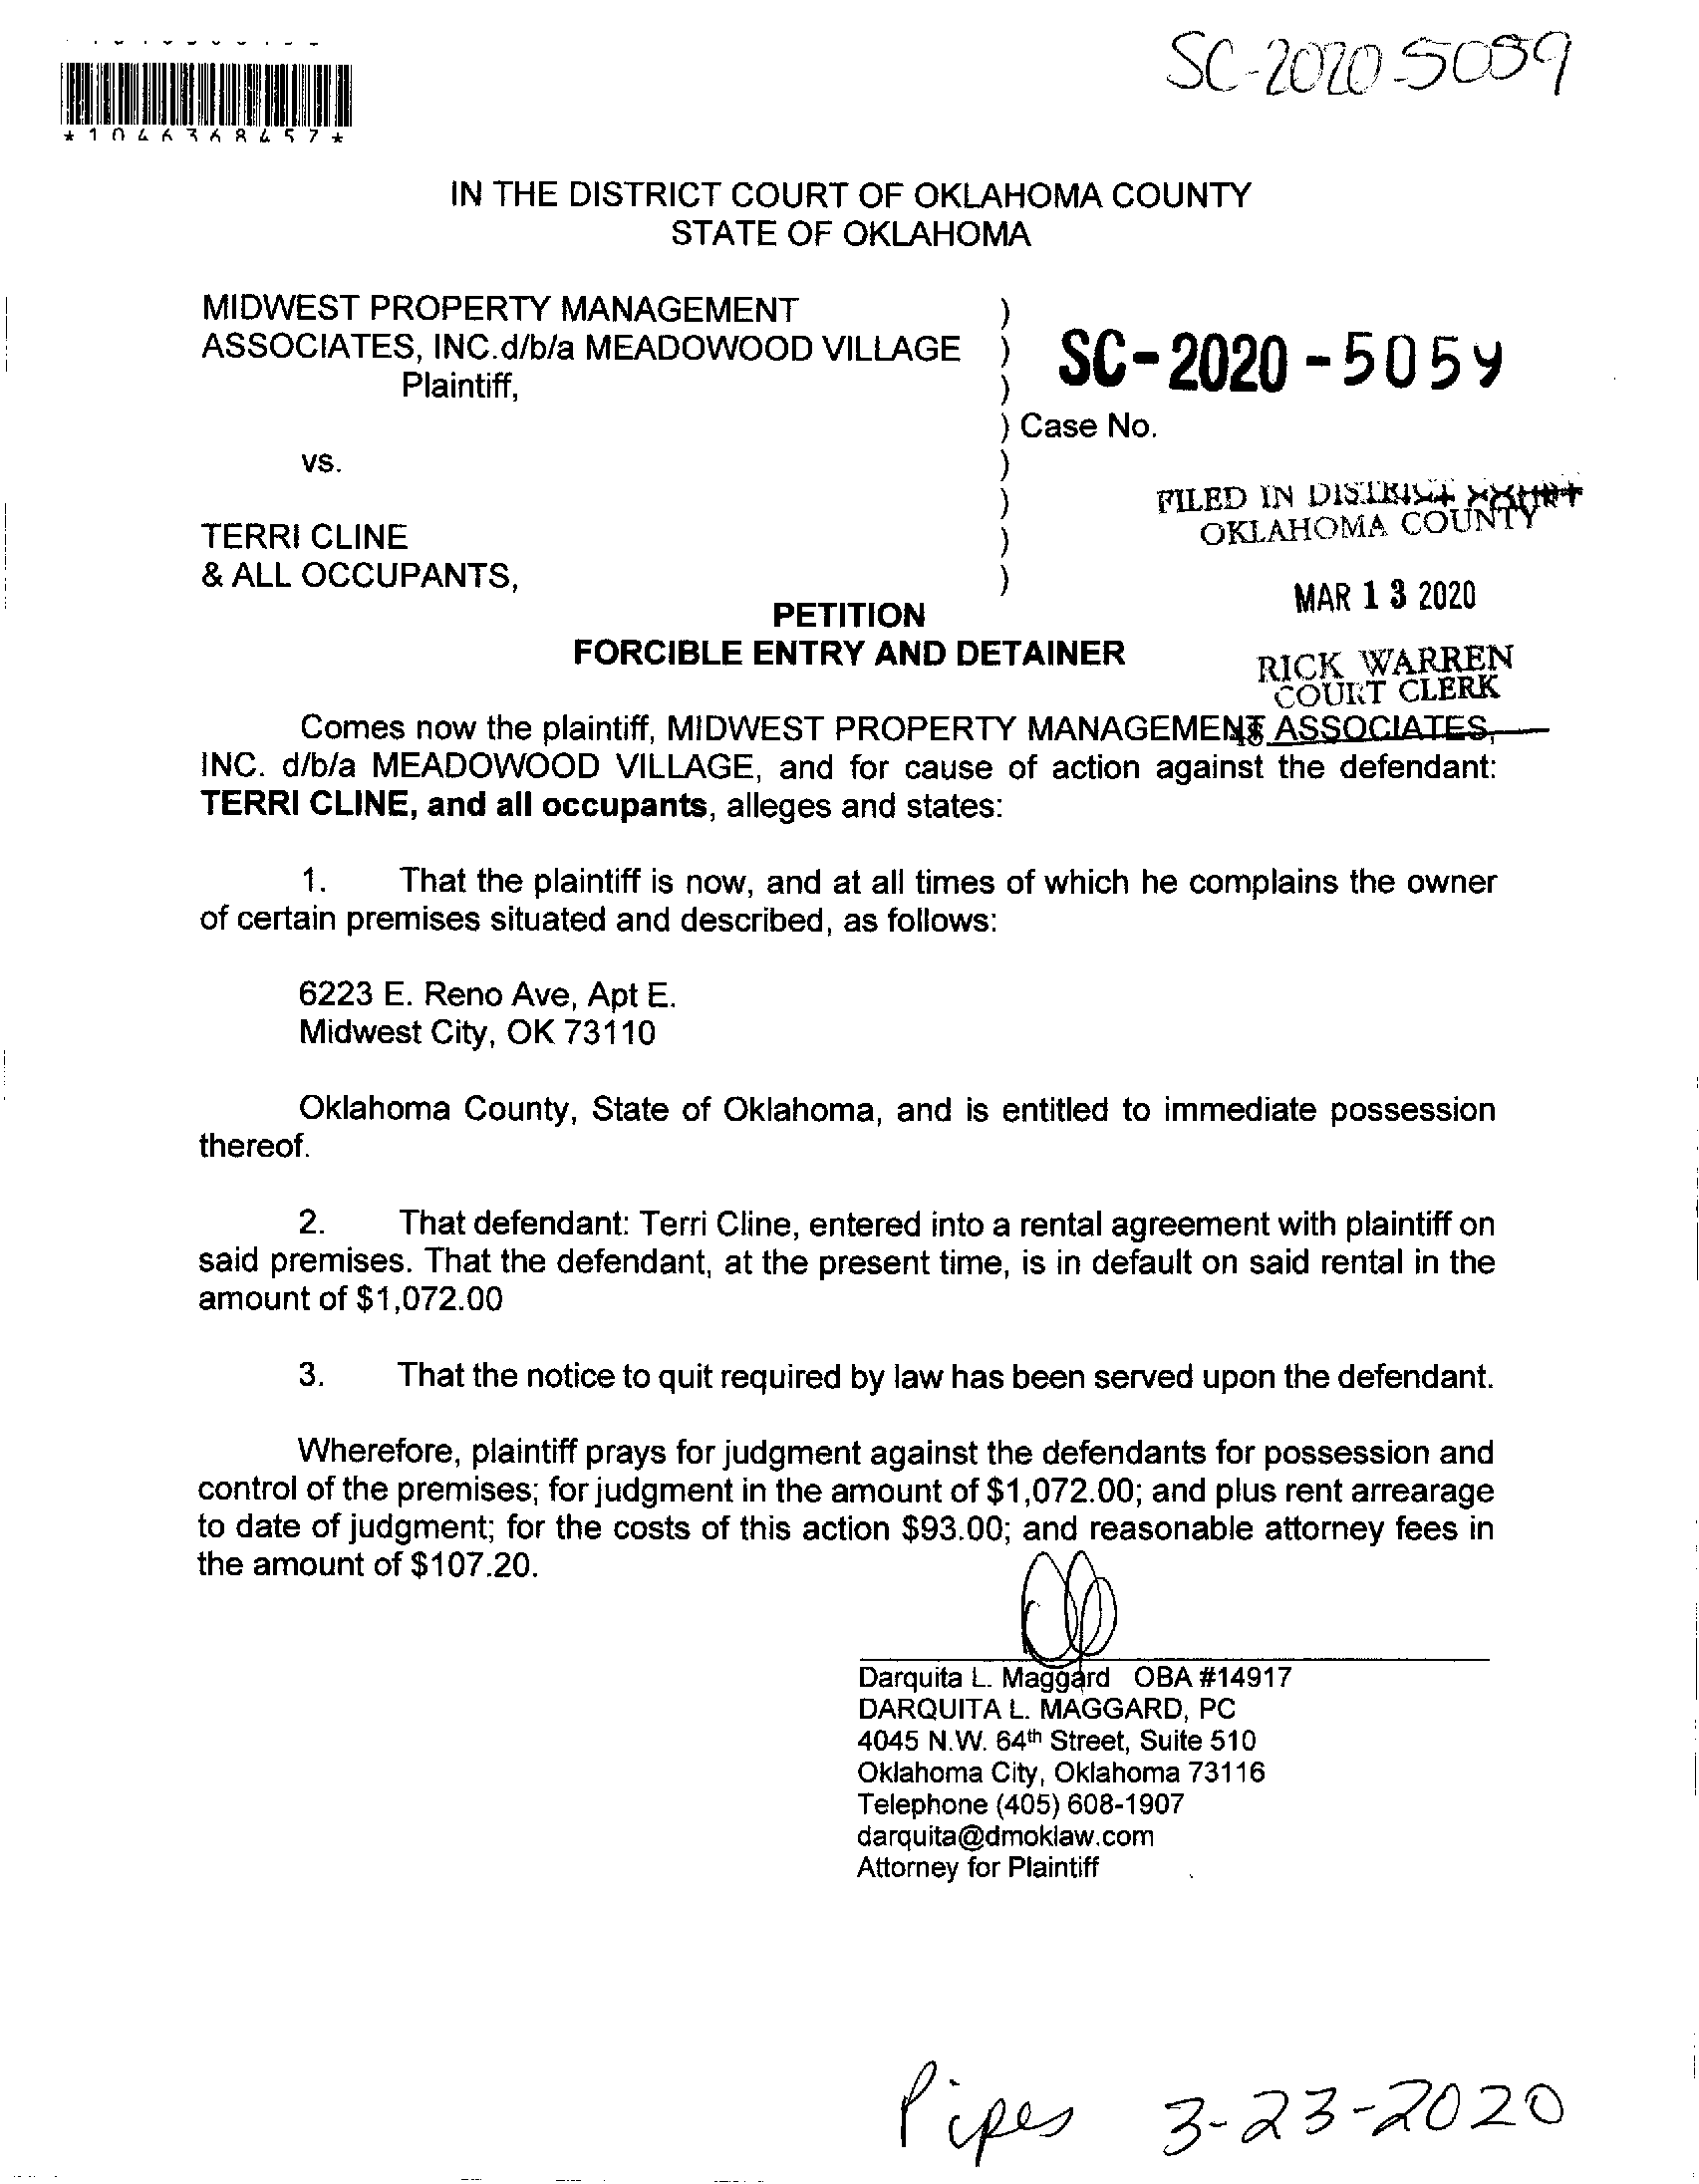 SC-2020-5059
*1046368457*
IN THE DISTRICT COURT OF OKLAHOMA COUNTY
STATE OF OKLAHOMA
MIDWEST PROPERTY MANAGEMENT )
ASSOCIATES, INC.d/b/a MEADOWOOD VILLAGE ) SC-2020-5059
Plaintiff, )
) Case No.
vs. )
)
FILED IN DISTRICT COURT
TERRI CLINE )
OKLAHOMA COUNTY
& ALL OCCUPANTS, )
MAR 13 2020
PETITION
FORCIBLE ENTRY AND DETAINER
RICK WARREN
COURT CLERK
Comes now the plaintiff, MIDWEST PROPERTY MANAGEMENT ASSOCIATES,
INC. d/b/a MEADOWOOD VILLAGE, and for cause of action against the defendant:
TERRI CLINE, and all occupants, alleges and states:
1. That the plaintiff is now, and at all times of which he complains the owner
of certain premises situated and described, as follows:
6223 E. Reno Ave, Apt E.
Midwest City, OK 73110
Oklahoma County, State of Oklahoma, and is entitled to immediate possession
thereof.
2. That defendant: Terri Cline, entered into a rental agreement with plaintiff on
said premises. That the defendant, at the present time, is in default on said rental in the
amount of $1,072.00
3. That the notice to quit required by law has been served upon the defendant.
Wherefore, plaintiff prays for judgment against the defendants for possession and
control of the premises; for judgment in the amount of $1,072.00; and plus rent arrearage
to date of judgment; for the costs of this action $93.00; and reasonable attorney fees in
the amount of $107.20.
Darquita L. Maggard OBA #14917
DARQUITA L. MAGGARD, PC
4045 N.W. 64th Street, Suite 510
Oklahoma City, Oklahoma 73116
Telephone (405) 608-1907
darquita@dmoklaw.com
Attorney for Plaintiff
Pipes 3-23-2020